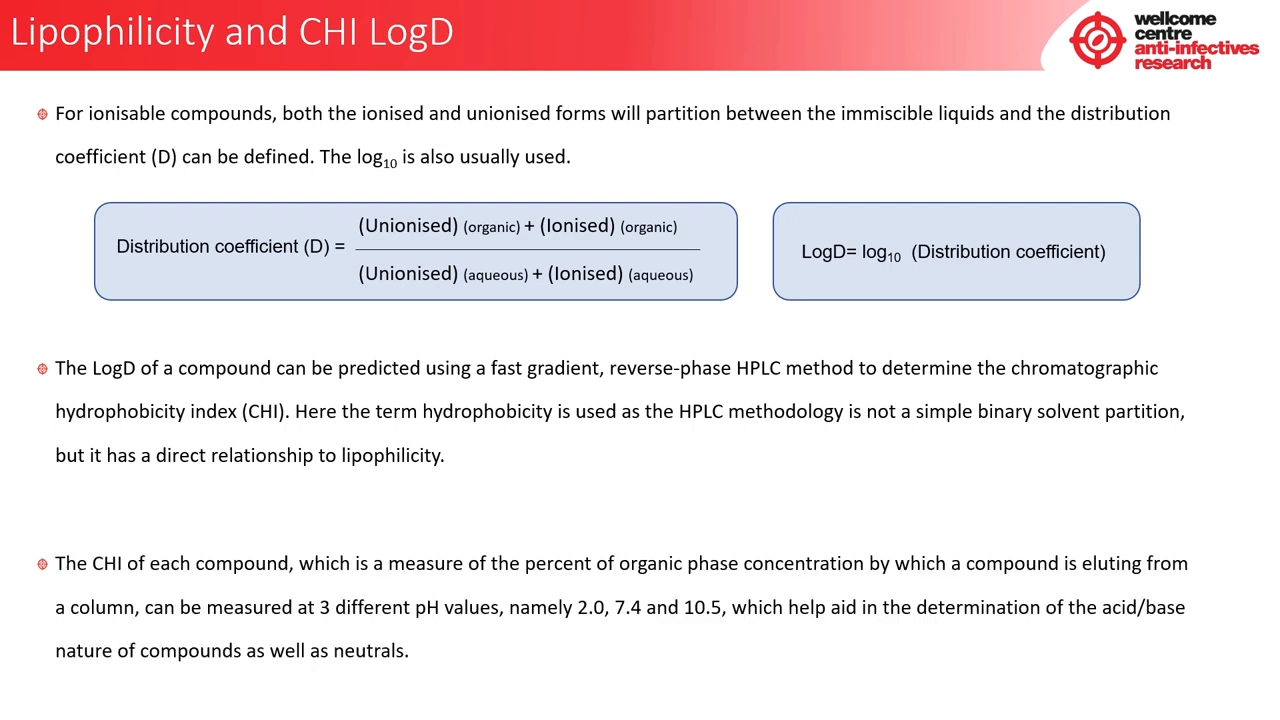 Lipophilicity and CHI LogD
wellcome
centre
anti-infectives
research
For ionisable compounds, both the ionised and unionised forms will partition between the immiscible liquids and the distribution
coefficient (D) can be defined. The log10 is also usually used.
(Unionised) (organic) + (Ionised) (organic)
Distribution coefficient (D) =
(Unionised) (aqueous) + (Ionised) (aqueous)
LogD= log10 (Distribution coefficient)
The LogD of a compound can be predicted using a fast gradient, reverse-phase HPLC method to determine the chromatographic
hydrophobicity index (CHI). Here the term hydrophobicity is used as the HPLC methodology is not a simple binary solvent partition,
but it has a direct relationship to lipophilicity.
The CHI of each compound, which is a measure of the percent of organic phase concentration by which a compound is eluting from
a column, can be measured at 3 different pH values, namely 2.0, 7.4 and 10.5, which help aid in the determination of the acid/base
nature of compounds as well as neutrals.